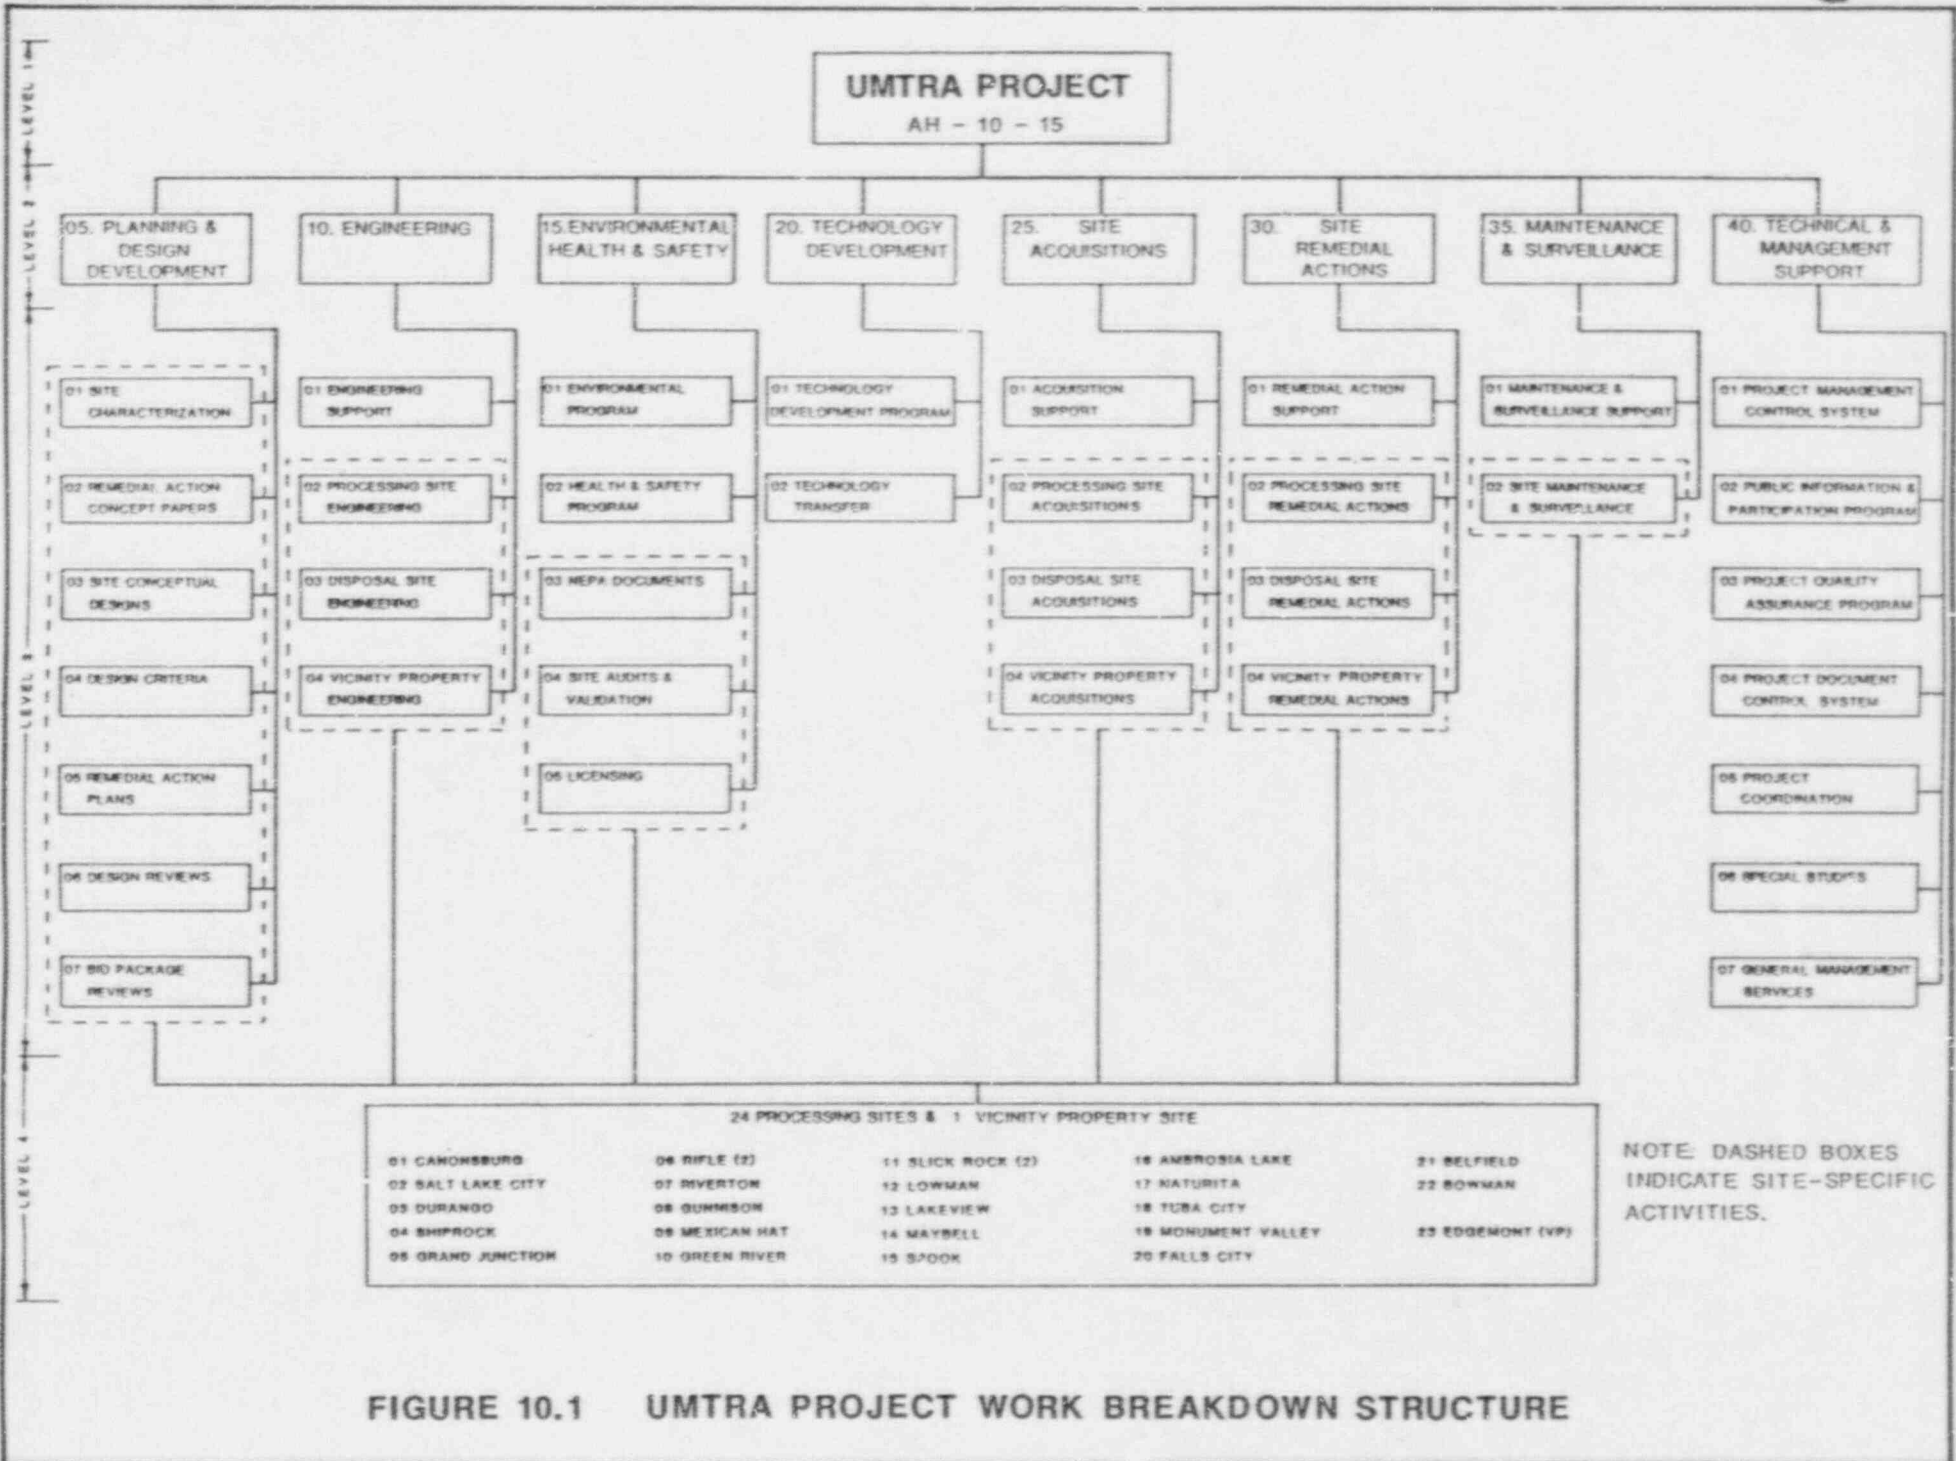 UMTRA PROJECT
AH - 10 - 15
LEVEL 1
LEVEL 2
LEVEL 3
LEVEL 4
05. PLANNING &
DESIGN
DEVELOPMENT
10. ENGINEERING
15. ENVIRONMENTAL
HEALTH & SAFETY
20. TECHNOLOGY
DEVELOPMENT
25. SITE
ACQUISITIONS
30. SITE
REMEDIAL
ACTIONS
35. MAINTENANCE
& SURVEILLANCE
40. TECHNICAL &
MANAGEMENT
SUPPORT
01 SITE
CHARACTERIZATION
02 REMEDIAL ACTION
CONCEPT PAPERS
03 SITE CONCEPTUAL
DESIGNS
04 DESIGN CRITERIA
05 REMEDIAL ACTION
PLANS
06 DESIGN REVIEWS
07 BID PACKAGE
REVIEWS
01 ENGINEERING
SUPPORT
02 PROCESSING SITE
ENGINEERING
03 DISPOSAL SITE
ENGINEERING
04 VICINITY PROPERTY
ENGINEERING
01 ENVIRONMENTAL
PROGRAM
02 HEALTH & SAFETY
PROGRAM
03 NEPA DOCUMENTS
04 SITE AUDITS &
VALIDATION
05 LICENSING
01 TECHNOLOGY
DEVELOPMENT PROGRAM
02 TECHNOLOGY
TRANSFER
01 ACQUISITION
SUPPORT
02 PROCESSING SITE
ACQUISITIONS
03 DISPOSAL SITE
ACQUISITIONS
04 VICINITY PROPERTY
ACQUISITIONS
01 REMEDIAL ACTION
SUPPORT
02 PROCESSING SITE
REMEDIAL ACTIONS
03 DISPOSAL SITE
REMEDIAL ACTIONS
04 VICINITY PROPERTY
REMEDIAL ACTIONS
01 MAINTENANCE &
SURVEILLANCE SUPPORT
02 SITE MAINTENANCE
& SURVEILLANCE
01 PROJECT MANAGEMENT
CONTROL SYSTEM
02 PUBLIC INFORMATION &
PARTICIPATION PROGRAM
03 PROJECT QUAILITY
ASSURANCE PROGRAM
04 PROJECT DOCUMENT
CONTROL SYSTEM
05 PROJECT
COORDINATION
06 SPECIAL STUDIES
07 GENERAL MANAGEMENT
SERVICES
24 PROCESSING SITES & 1 VICINITY PROPERTY SITE
01 CANONSBURG
02 SALT LAKE CITY
03 DURANGO
04 SHIPROCK
05 GRAND JUNCTION
06 RIFLE (2)
07 RIVERTON
08 GUNNISON
09 MEXICAN HAT
10 GREEN RIVER
11 SLICK ROCK (2)
12 LOWMAN
13 LAKEVIEW
14 MAYBELL
15 SPOOK
16 AMBROSIA LAKE
17 NATURITA
18 TUBA CITY
19 MONUMENT VALLEY
20 FALLS CITY
21 BELFIELD
22 BOWMAN
23 EDGEMONT (VP)
NOTE: DASHED BOXES
INDICATE SITE-SPECIFIC
ACTIVITIES.
FIGURE 10.1 UMTRA PROJECT WORK BREAKDOWN STRUCTURE